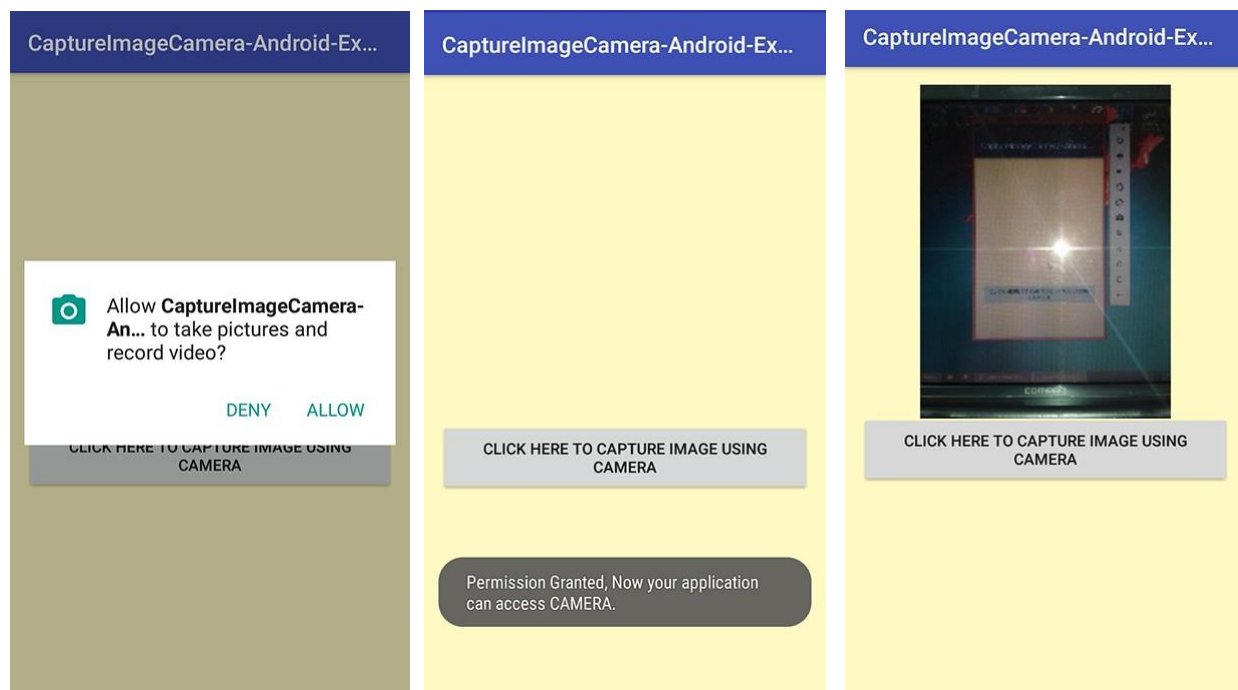 CaptureImageCamera-Android-Ex...
Allow CaptureImageCamera-
An... to take pictures and
record video?
DENY ALLOW
CLICK HERE TO CAPTURE IMAGE USING
CAMERA
CaptureImageCamera-Android-Ex...
CLICK HERE TO CAPTURE IMAGE USING
CAMERA
Permission Granted, Now your application
can access CAMERA.
CaptureImageCamera-Android-Ex...
CLICK HERE TO CAPTURE IMAGE USING
CAMERA